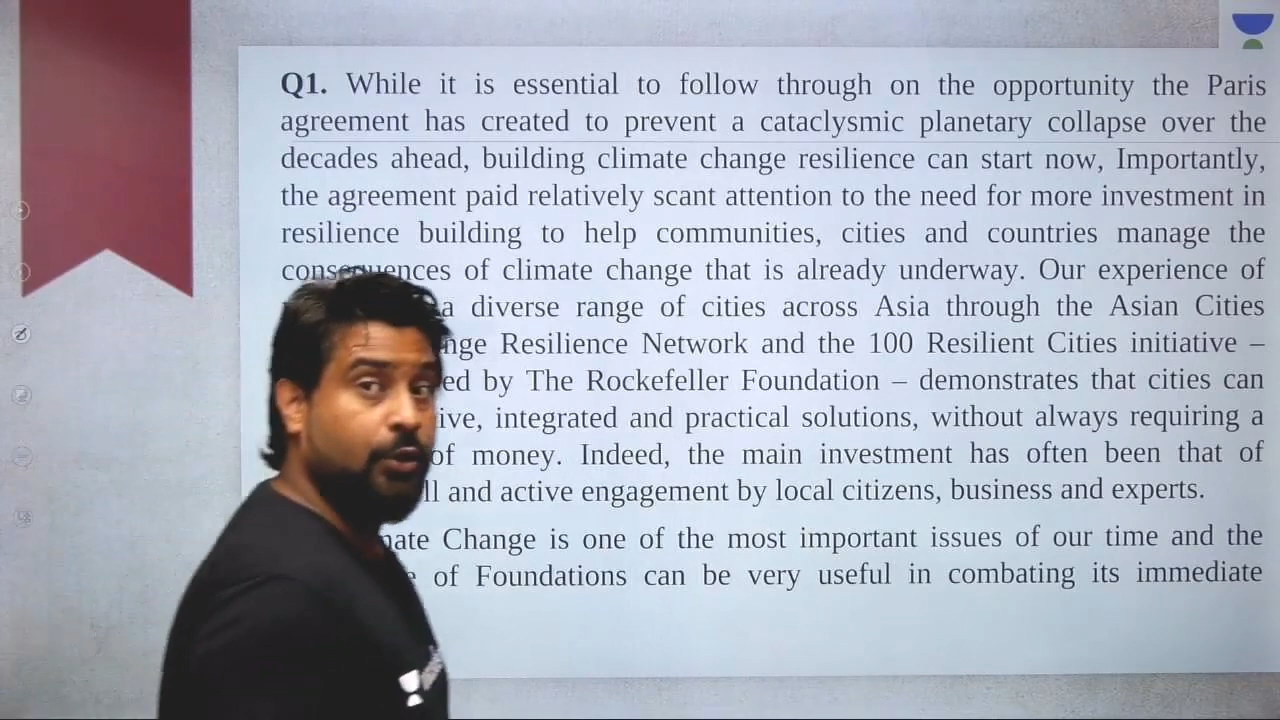 Q1. While it is essential to follow through on the opportunity the Paris
agreement has created to prevent a cataclysmic planetary collapse over the
decades ahead, building climate change resilience can start now, Importantly,
the agreement paid relatively scant attention to the need for more investment in
resilience building to help communities, cities and countries manage the
consequences of climate change that is already underway. Our experience of
a diverse range of cities across Asia through the Asian Cities
nge Resilience Network and the 100 Resilient Cities initiative –
ed by The Rockefeller Foundation – demonstrates that cities can
ive, integrated and practical solutions, without always requiring a
of money. Indeed, the main investment has often been that of
ll and active engagement by local citizens, business and experts.
mate Change is one of the most important issues of our time and the
e of Foundations can be very useful in combating its immediate